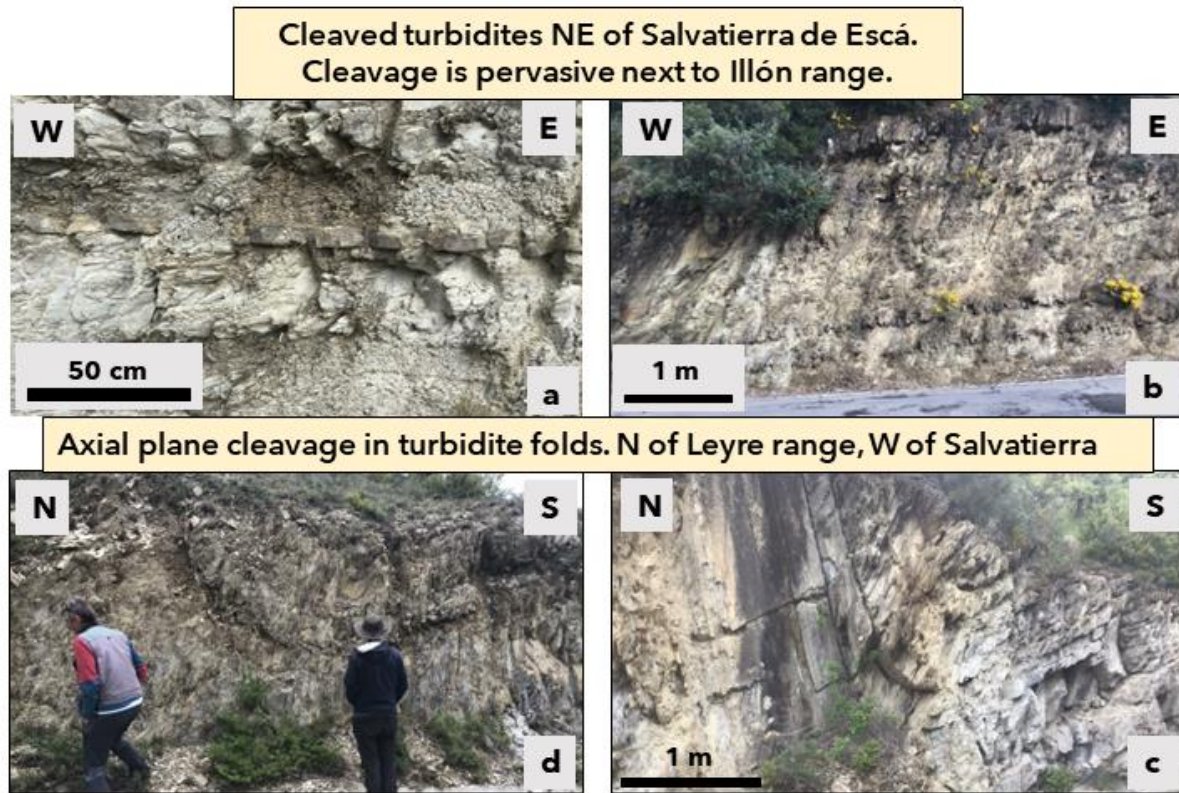 Cleaved turbidites NE of Salvatierra de Escá.
Cleavage is pervasive next to Illón range.
W
E
50 cm
a
W
E
1 m
b
Axial plane cleavage in turbidite folds. N of Leyre range, W of Salvatierra
N
S
d
N
S
1 m
c